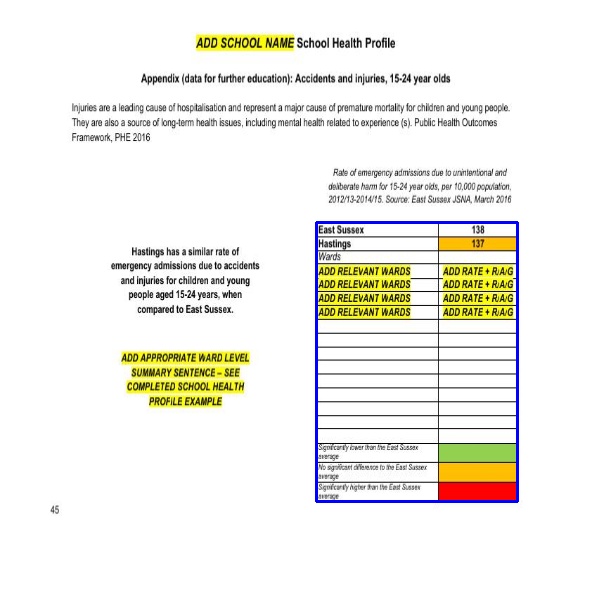 ADD SCHOOL NAME School Health Profile
Appendix (data for further education): Accidents and injuries, 15-24 year olds
Injuries are a leading cause of hospitalisation and represent a major cause of premature mortality for children and young people.
They are also a source of long-term health issues, including mental health related to experience (s). Public Health Outcomes
Framework, PHE 2016
Rate of emergency admissions due to unintentional and
deliberate harm for 15-24 year olds, per 10,000 population,
2012/13-2014/15. Source: East Sussex JSNA, March 2016
Hastings has a similar rate of
emergency admissions due to accidents
and injuries for children and young
people aged 15-24 years, when
compared to East Sussex.
ADD APPROPRIATE WARD LEVEL
SUMMARY SENTENCE – SEE
COMPLETED SCHOOL HEALTH
PROFILE EXAMPLE
East Sussex 138
Hastings 137
Wards
ADD RELEVANT WARDS ADD RATE + R/A/G
ADD RELEVANT WARDS ADD RATE + R/A/G
ADD RELEVANT WARDS ADD RATE + R/A/G
ADD RELEVANT WARDS ADD RATE + R/A/G
Significantly lower than the East Sussex
average
No significant difference to the East Sussex
average
Significantly higher than the East Sussex
average
45